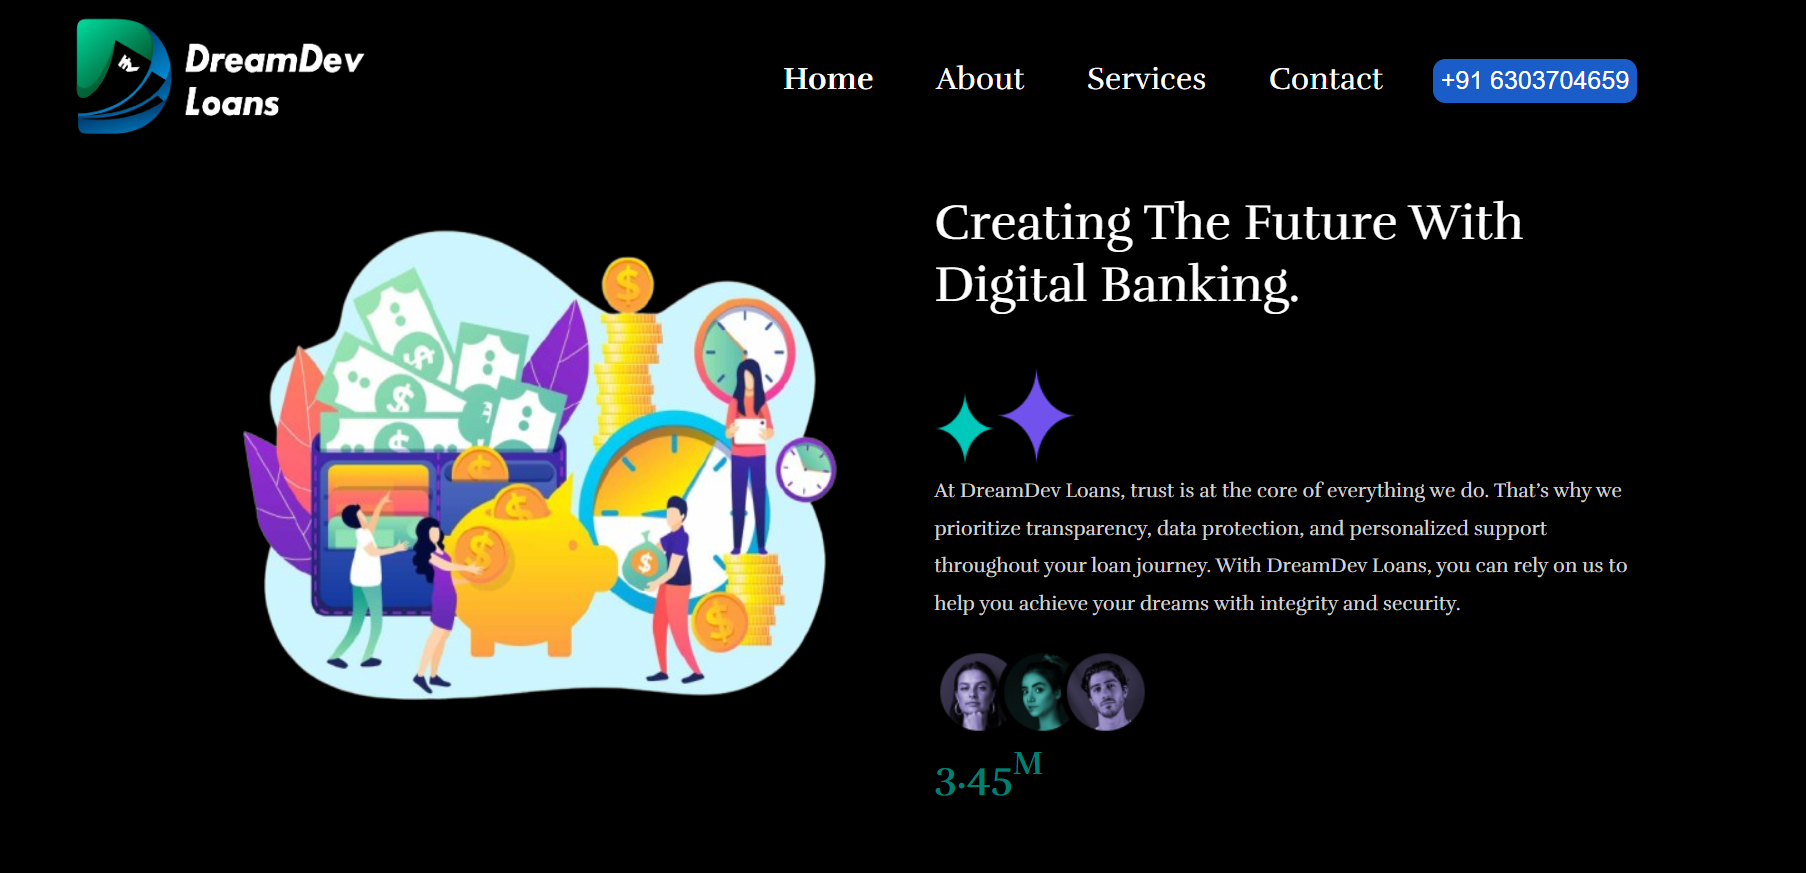 DreamDev
Loans
Home About Services Contact +91 6303704659
Creating The Future With
Digital Banking.
At DreamDev Loans, trust is at the core of everything we do. That’s why we
prioritize transparency, data protection, and personalized support
throughout your loan journey. With DreamDev Loans, you can rely on us to
help you achieve your dreams with integrity and security.
3.45M